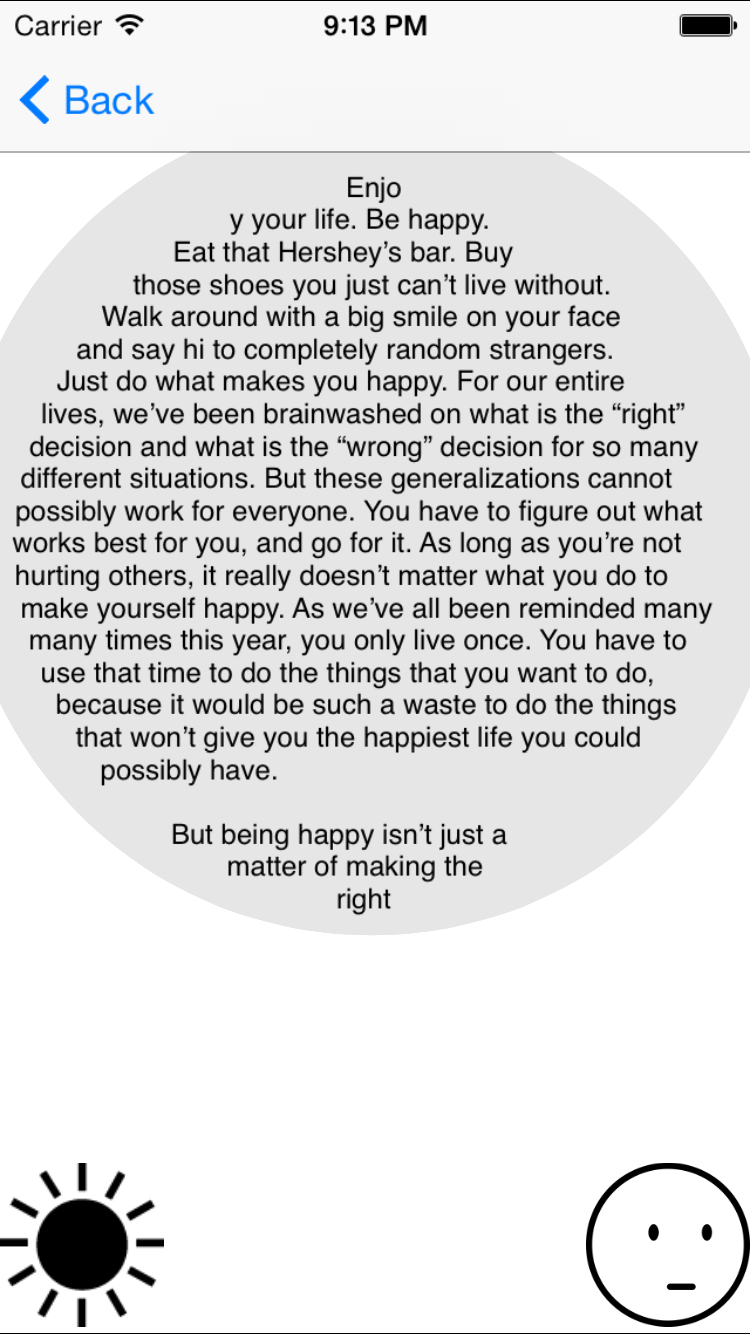 Carrier 9:13 PM
Back
Enjo
y your life. Be happy.
Eat that Hershey’s bar. Buy
those shoes you just can’t live without.
Walk around with a big smile on your face
and say hi to completely random strangers.
Just do what makes you happy. For our entire
lives, we’ve been brainwashed on what is the “right”
decision and what is the “wrong” decision for so many
different situations. But these generalizations cannot
possibly work for everyone. You have to figure out what
works best for you, and go for it. As long as you’re not
hurting others, it really doesn’t matter what you do to
make yourself happy. As we’ve all been reminded many
many times this year, you only live once. You have to
use that time to do the things that you want to do,
because it would be such a waste to do the things
that won’t give you the happiest life you could
possibly have.
But being happy isn’t just a
matter of making the
right